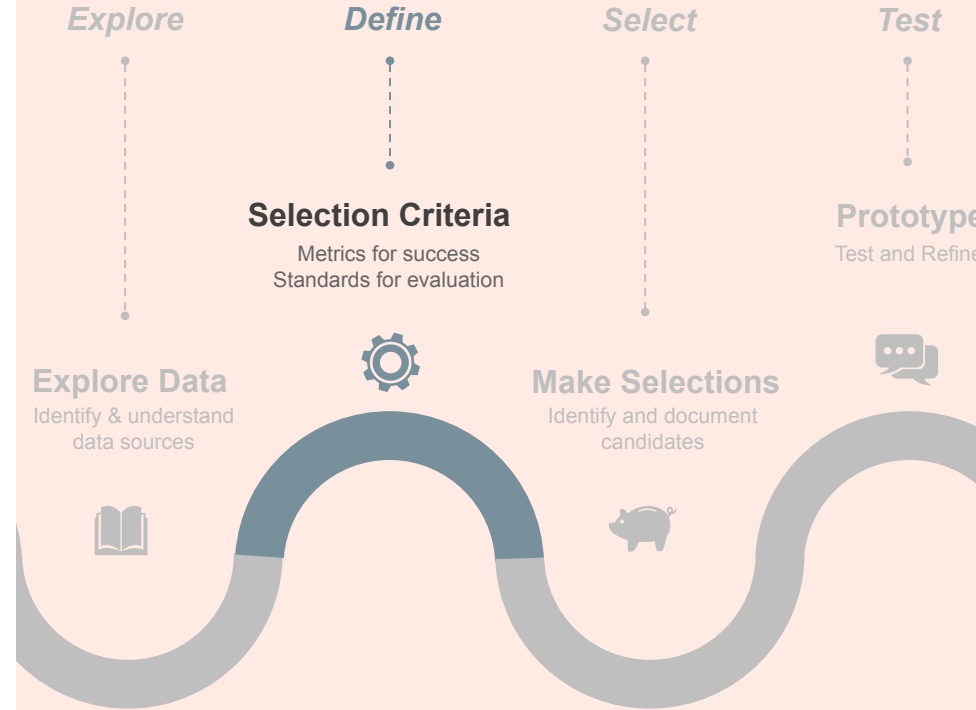 Explore
Define
Select
Test
Selection Criteria
Metrics for success
Standards for evaluation
Prototype
Test and Refine
Explore Data
Identify & understand
data sources
Make Selections
Identify and document
candidates